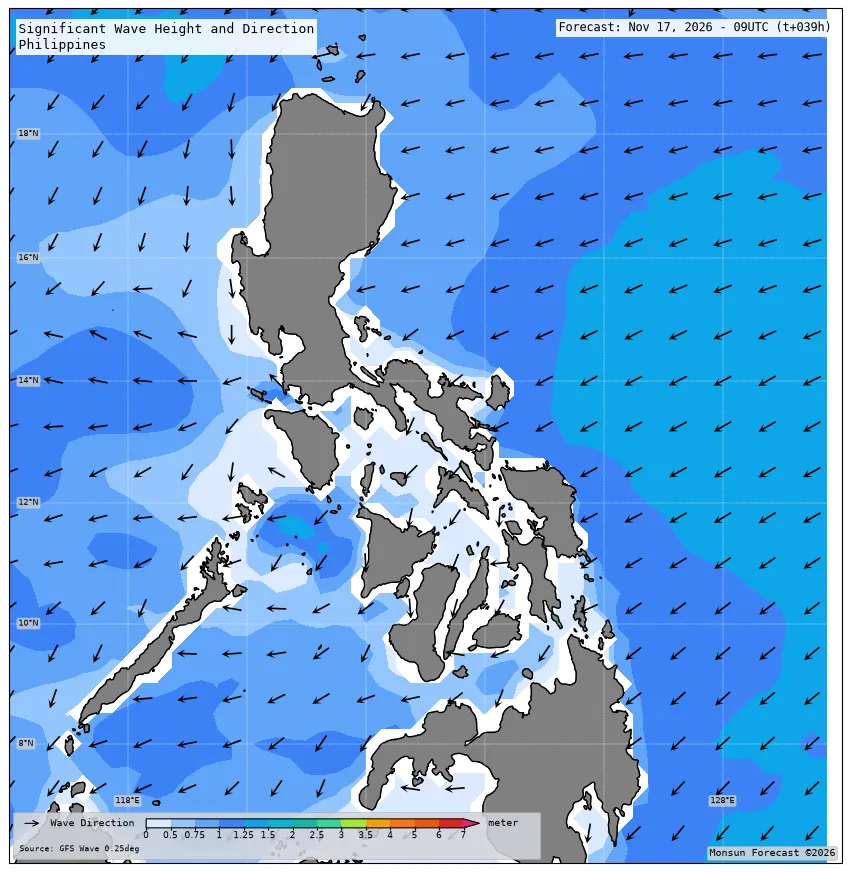 Significant Wave Height and Direction
Philippines
Forecast: Nov 17, 2026 - 09UTC (t+039h)
18°N
16°N
14°N
12°N
10°N
8°N
118°E
128°E
Wave Direction
0 0.5 0.75 1 1.25 1.5 2 2.5 3 3.5 4 5 6 7
meter
Source: GFS Wave 0.25deg
Monsun Forecast ©2026